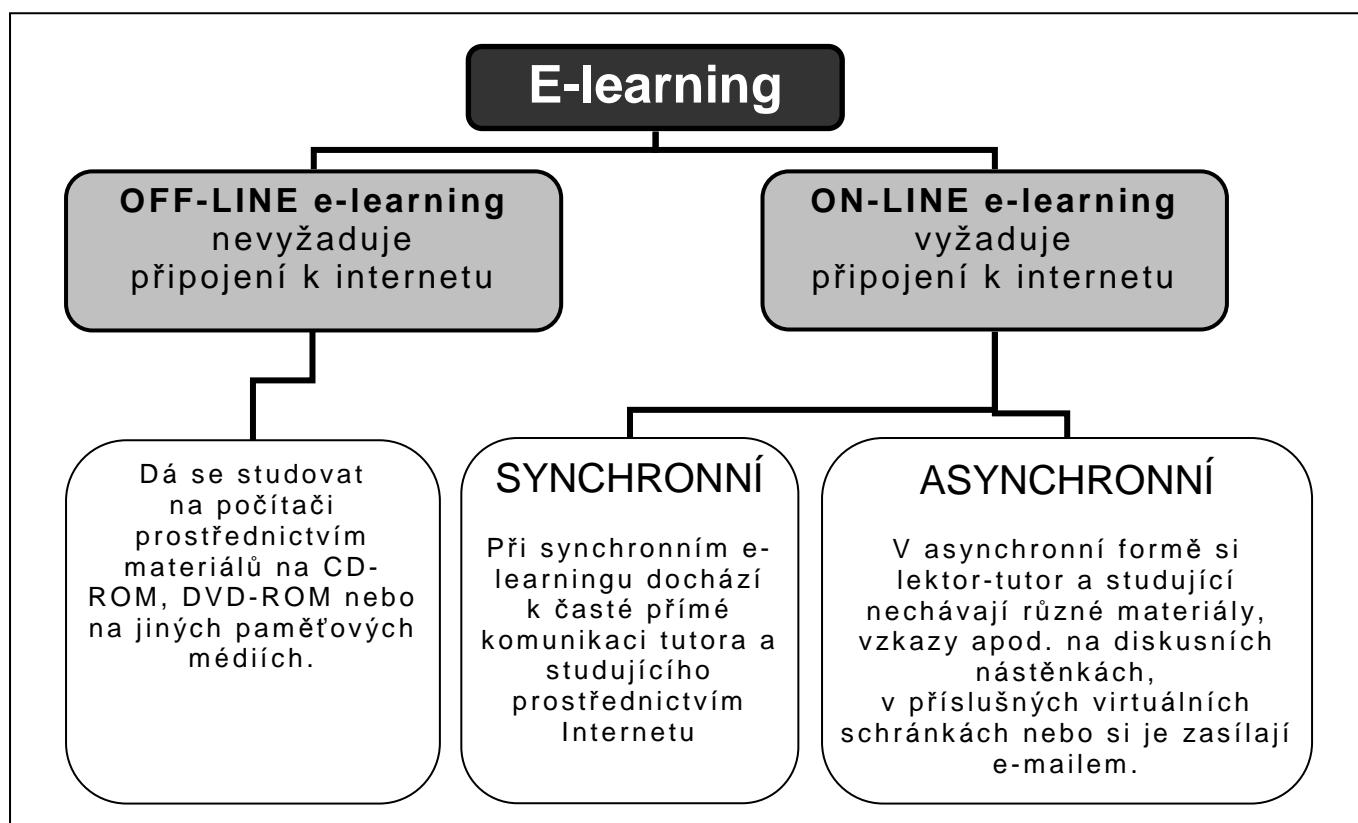 E-learning
OFF-LINE e-learning
nevyžaduje
připojení k internetu
ON-LINE e-learning
vyžaduje
připojení k internetu
Dá se studovat
na počítači
prostřednictvím
materiálů na CD-
ROM, DVD-ROM nebo
na jiných paměťových
médiích.
SYNCHRONNÍ
Při synchronním e-
learningu dochází
k časté přímé
komunikaci tutora a
studujícího
prostřednictvím
Internetu
ASYNCHRONNÍ
V asynchronní formě si
lektor-tutor a studující
nechávají různé materiály,
vzkazy apod. na diskusních
nástěnkách,
v příslušných virtuálních
schránkách nebo si je zasílají
e-mailem.